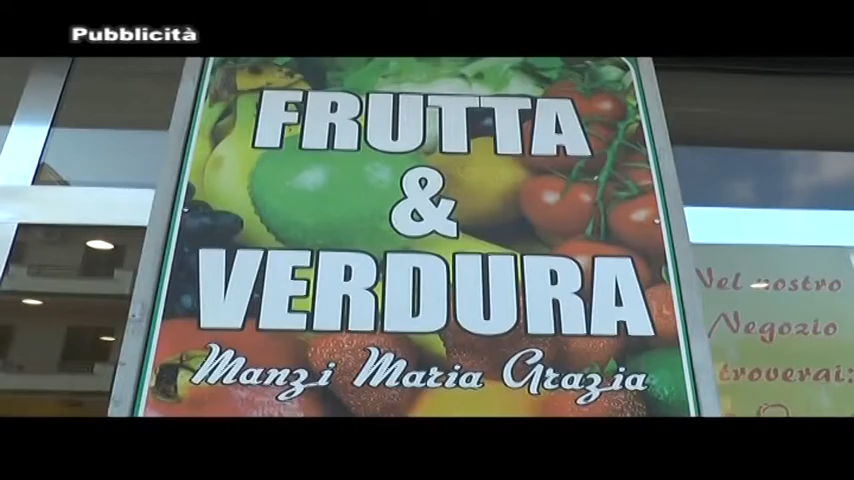 Pubblicità
FRUTTA
&
VERDURA
Manzi Maria Grazia
Nel nostro
Negozio
troverai: